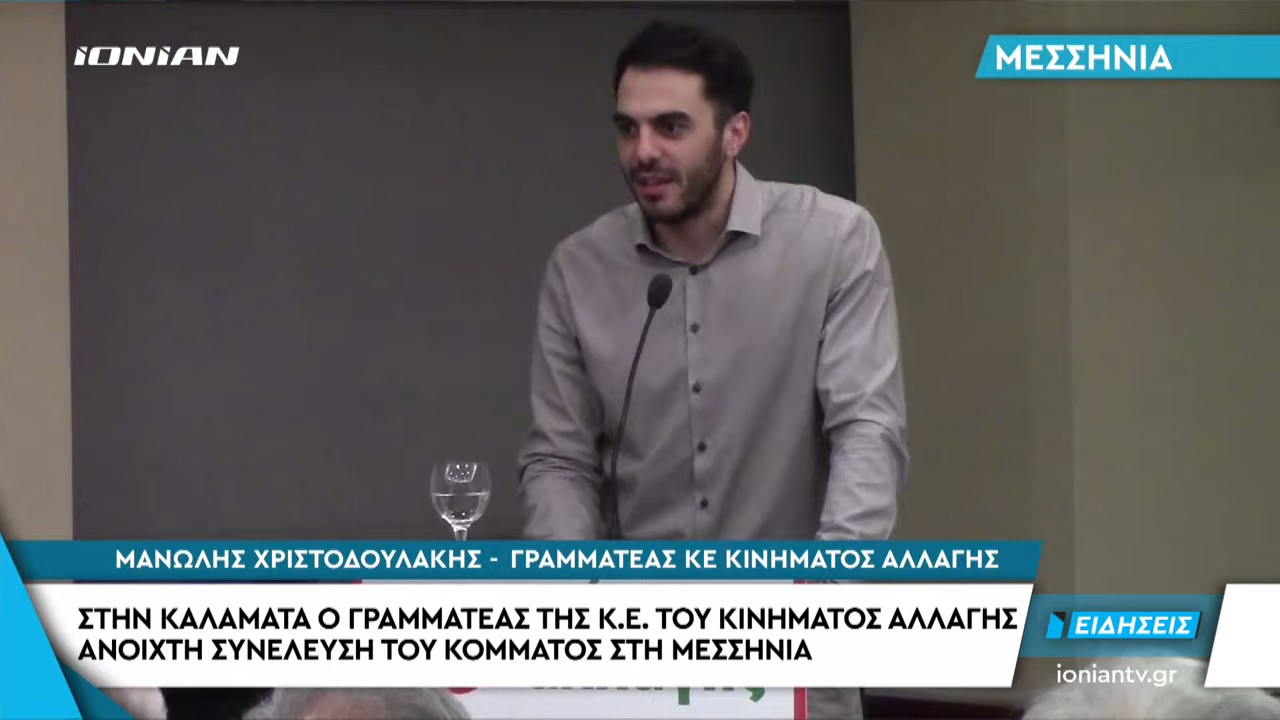 IONIAN
ΜΕΣΣΗΝΙΑ
ΜΑΝΩΛΗΣ ΧΡΙΣΤΟΔΟΥΛΑΚΗΣ - ΓΡΑΜΜΑΤΕΑΣ ΚΕ ΚΙΝΗΜΑΤΟΣ ΑΛΛΑΓΗΣ
ΣΤΗΝ ΚΑΛΑΜΑΤΑ Ο ΓΡΑΜΜΑΤΕΑΣ ΤΗΣ Κ.Ε. ΤΟΥ ΚΙΝΗΜΑΤΟΣ ΑΛΛΑΓΗΣ
ΑΝΟΙΧΤΗ ΣΥΝΕΛΕΥΣΗ ΤΟΥ ΚΟΜΜΑΤΟΣ ΣΤΗ ΜΕΣΣΗΝΙΑ
ΕΙΔΗΣΕΙΣ
ioniantv.gr